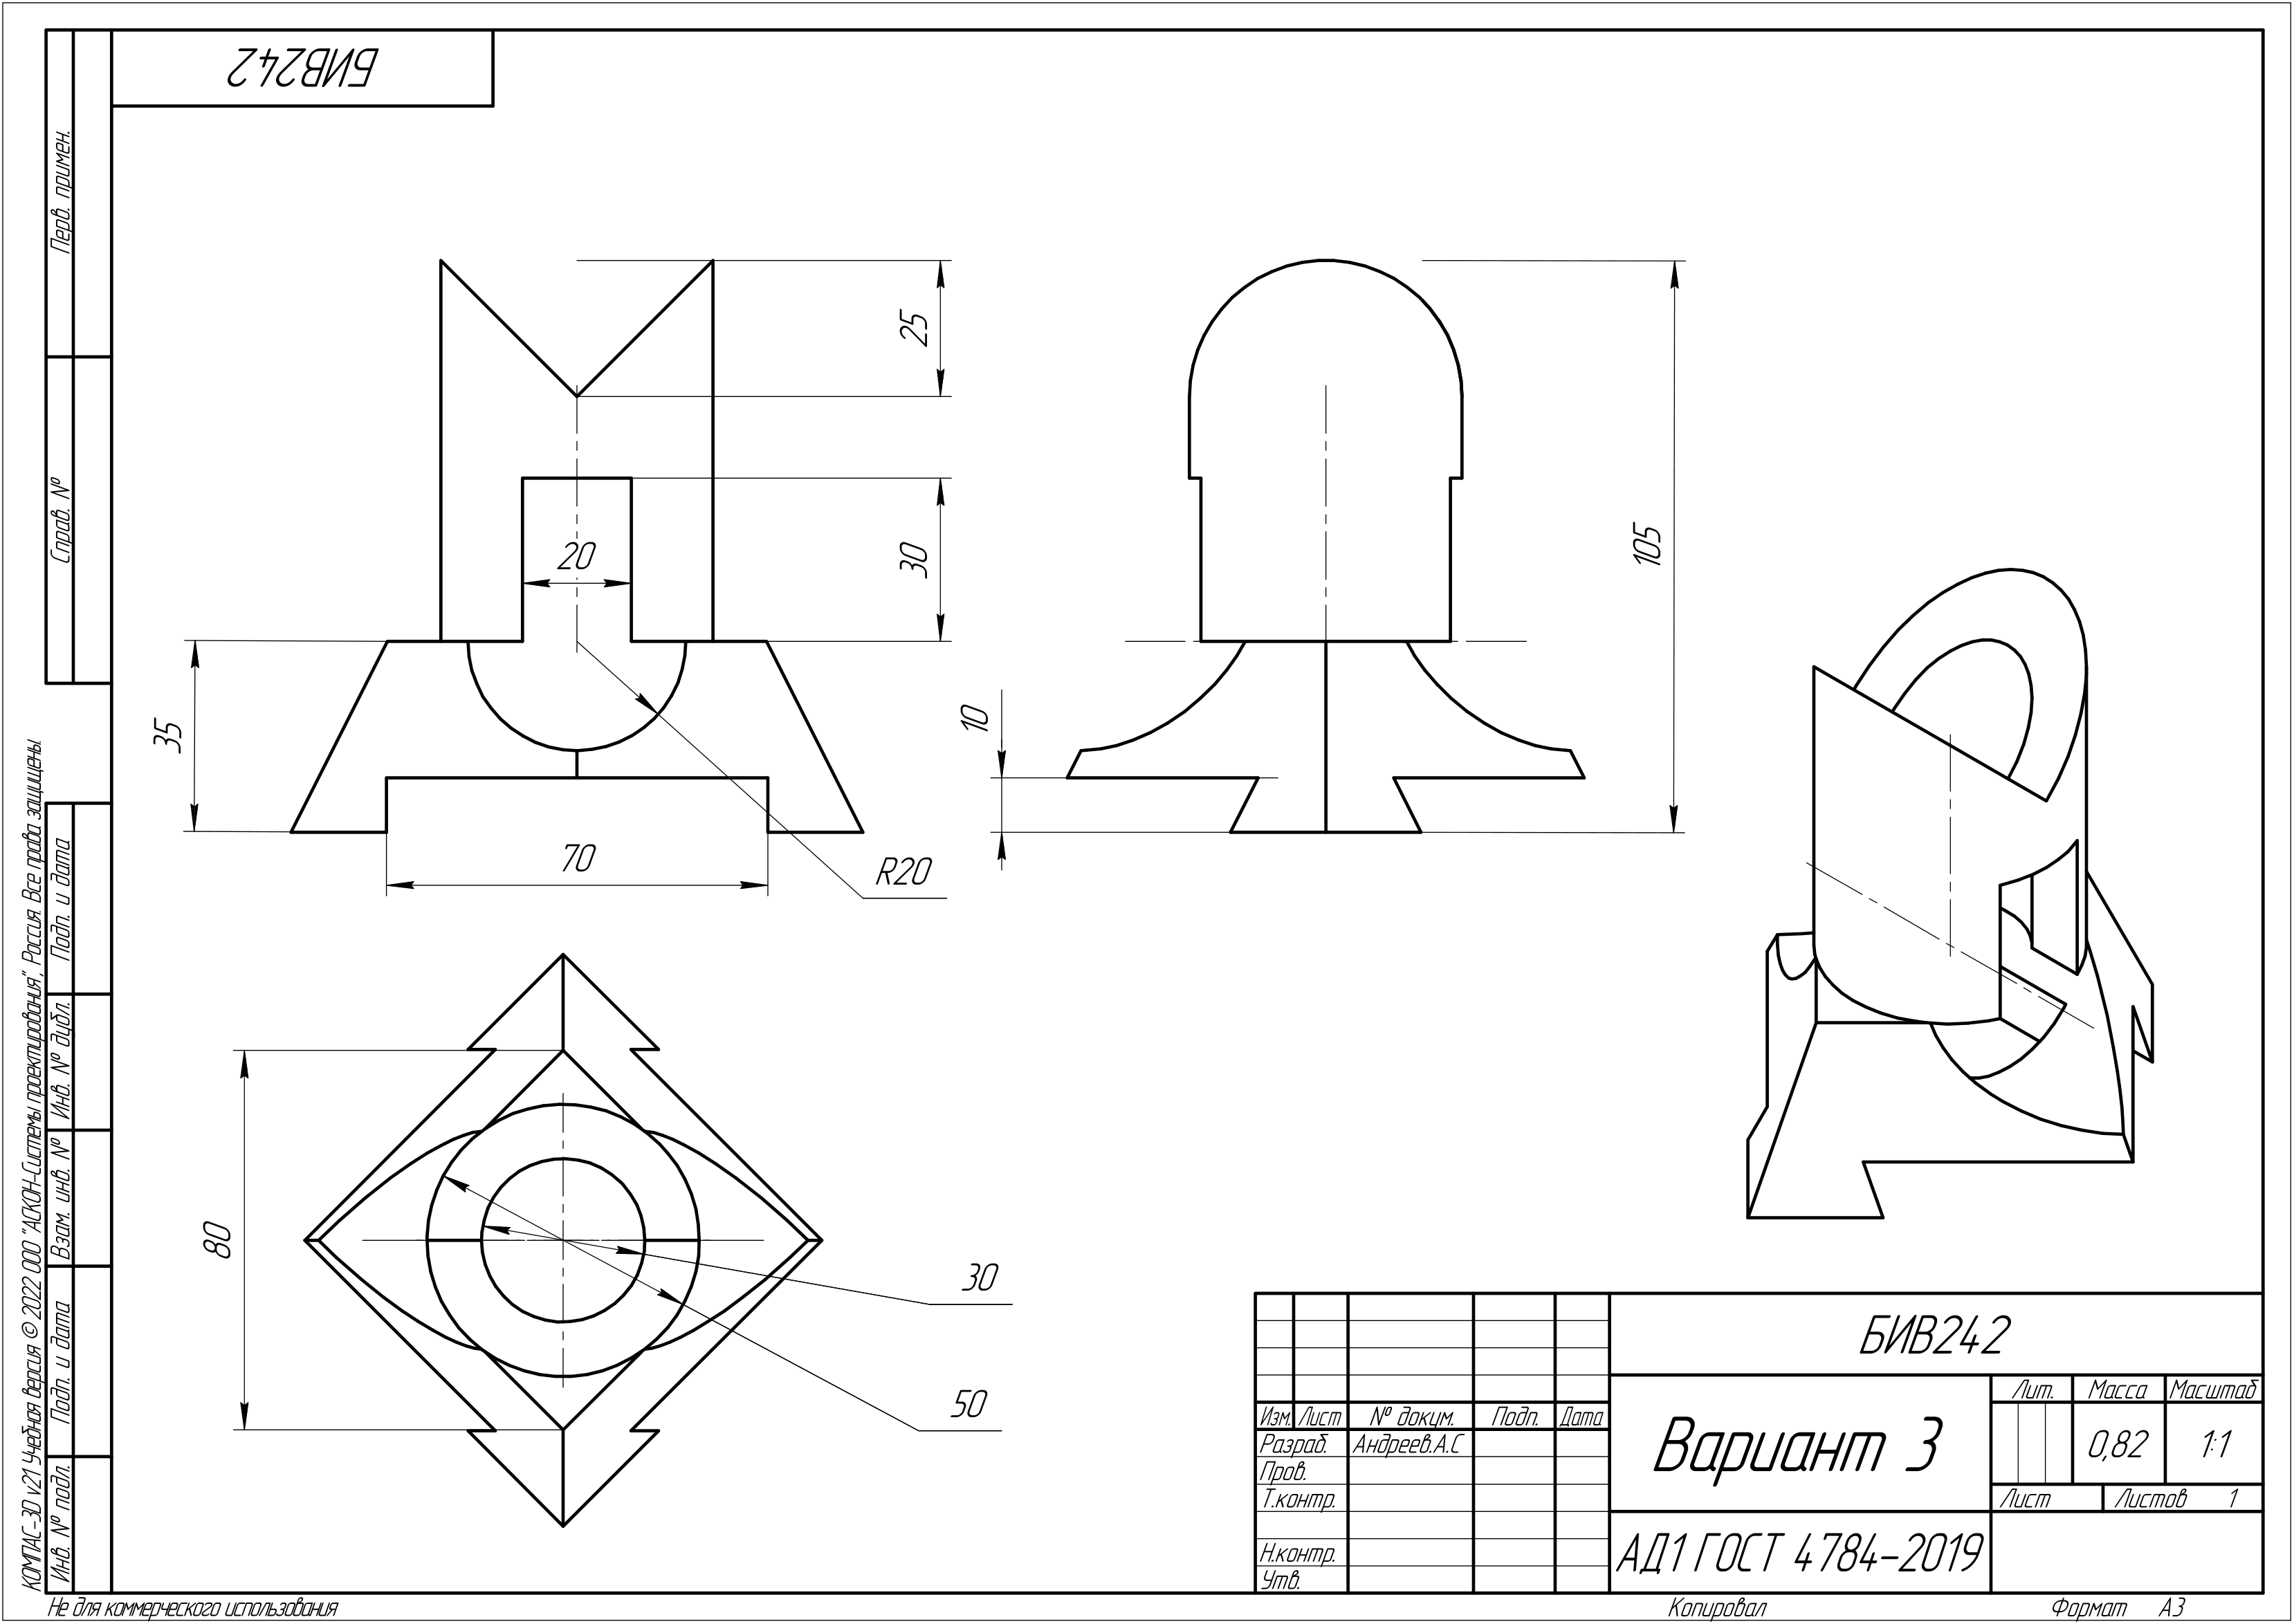 БИВ242
Перв. примен.
Справ. №
Подп. и дата
Инв. № дубл.
Взам. инв. №
Подп. и дата
Инв. № подл.
КОМПАС-3D v21 Учебная версия © 2022 ООО "АСКОН-Системы проектирования", Россия. Все права защищены.
25
30
20
35
70
R20
105
10
80
30
50
БИВ242
Вариант 3
Лит. Масса Масштаб
0,82 1:1
Лист Листов 1
АД1 ГОСТ 4784-2019
Изм. Лист № докум. Подп. Дата
Разраб. Андреев.А.С
Пров.
Т.контр.
Н.контр.
Утв.
Не для коммерческого использования
Копировал
Формат А3